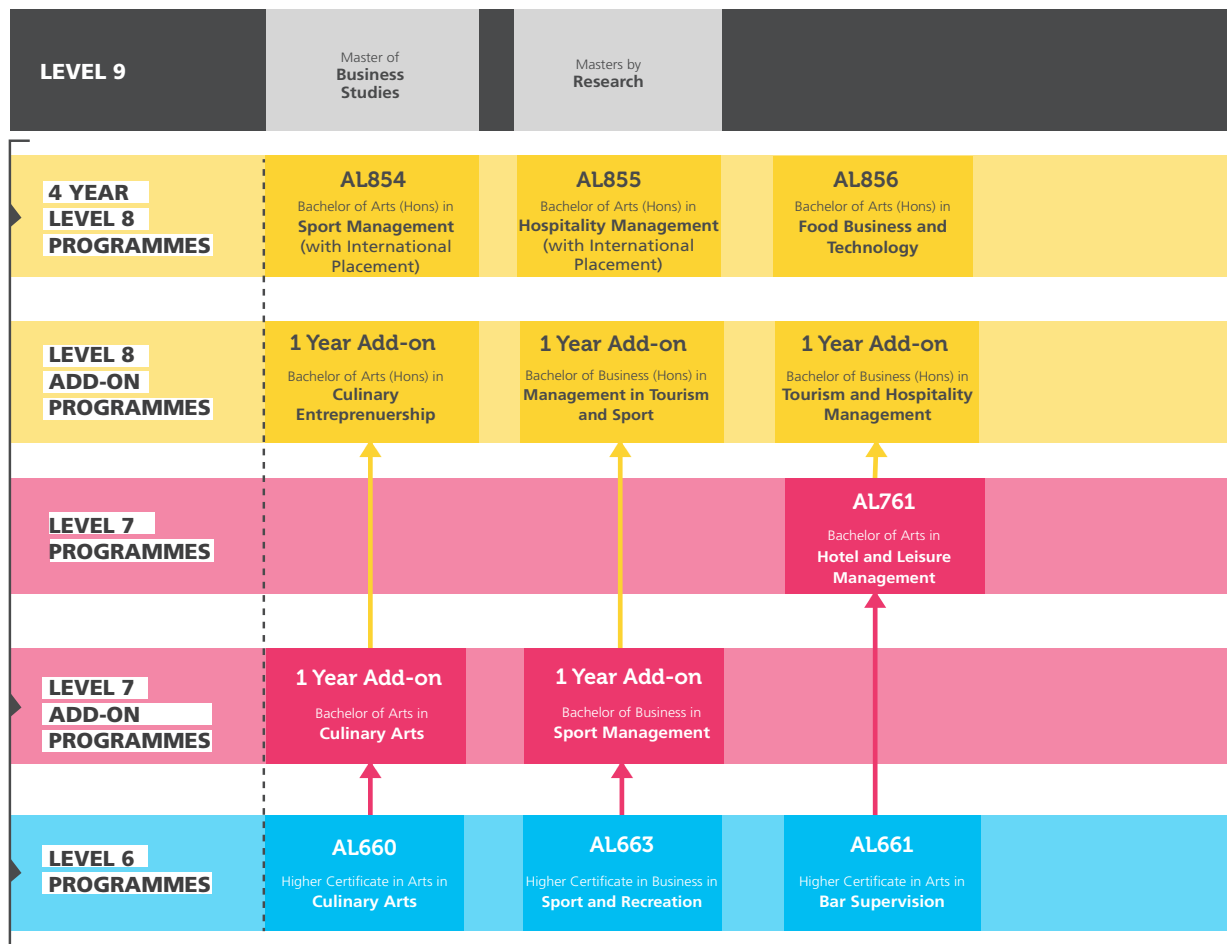 LEVEL 9
Master of
Business
Studies
Masters by
Research
4 YEAR
LEVEL 8
PROGRAMMES
AL854
Bachelor of Arts (Hons) in
Sport Management
(with International
Placement)
AL855
Bachelor of Arts (Hons) in
Hospitality Management
(with International
Placement)
AL856
Bachelor of Arts (Hons) in
Food Business and
Technology
LEVEL 8
ADD-ON
PROGRAMMES
1 Year Add-on
Bachelor of Arts (Hons) in
Culinary
Entreprenuership
1 Year Add-on
Bachelor of Business (Hons) in
Management in Tourism
and Sport
1 Year Add-on
Bachelor of Business (Hons) in
Tourism and Hospitality
Management
LEVEL 7
PROGRAMMES
AL761
Bachelor of Arts in
Hotel and Leisure
Management
LEVEL 7
ADD-ON
PROGRAMMES
1 Year Add-on
Bachelor of Arts in
Culinary Arts
1 Year Add-on
Bachelor of Business in
Sport Management
LEVEL 6
PROGRAMMES
AL660
Higher Certificate in Arts in
Culinary Arts
AL663
Higher Certificate in Business in
Sport and Recreation
AL661
Higher Certificate in Arts in
Bar Supervision